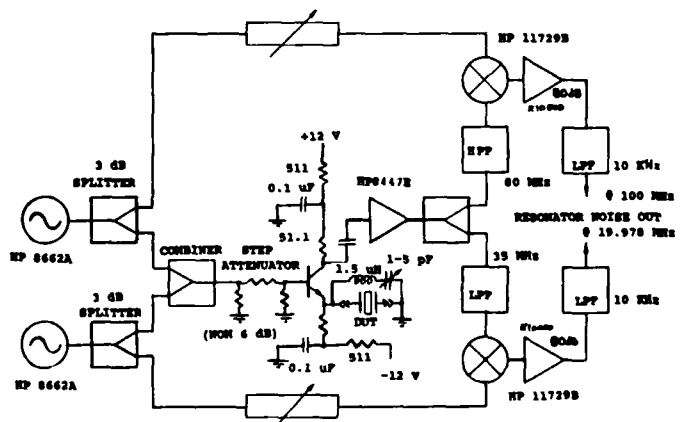 HP 11729B
80dB
+12 V
3 dB
SPLITTER
511
0.1 uF
HPF
LPF
10 KHz
80 MHz
HP8447E
@ 100 MHz
RESONATOR NOISE OUT
@ 19.978 MHz
51.1
HP 8662A
COMBINER
STEP
ATTENUATOR
1.5 uH
1-5 pF
35 MHz
LPF
LPF
10 KHz
3 dB
SPLITTER
(NOM 6 dB)
DUT
80db
0.1 uF
511
-12 V
HP 8662A
HP 11729B